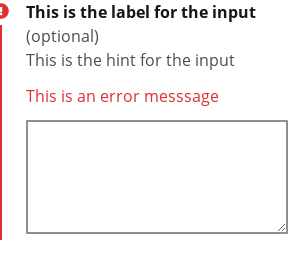 This is the label for the input
(optional)
This is the hint for the input
This is an error messsage